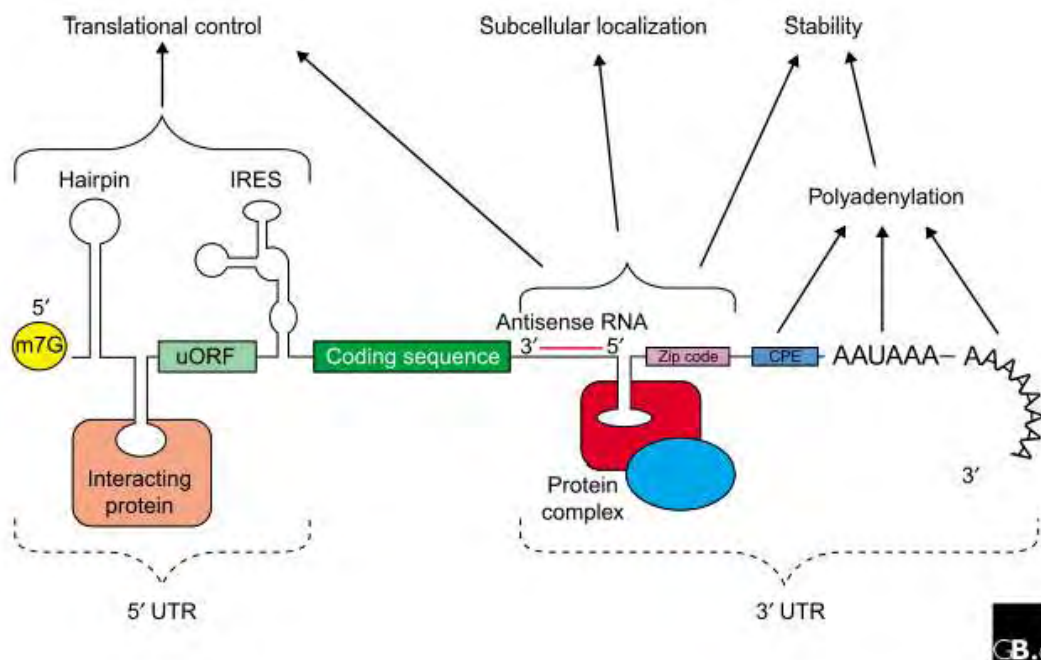 Translational control
Subcellular localization
Stability
Hairpin
IRES
Polyadenylation
5′
Antisense RNA
3′
5′
m7G
uORF
Coding sequence
Zip code
CPE
AAUAAA
AAAAAAA
Interacting
protein
Protein
complex
3′
5′ UTR
3′ UTR